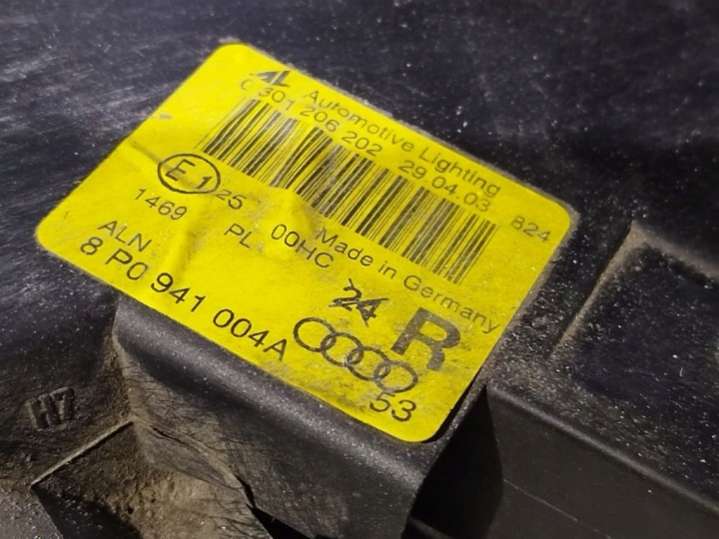 AL Automotive Lighting
0 301 206 202 29 04.03 824
E1 25 Made in Germany
1469 PL 00HC
ALN 24 R
8 P0 941 004A
53
H7